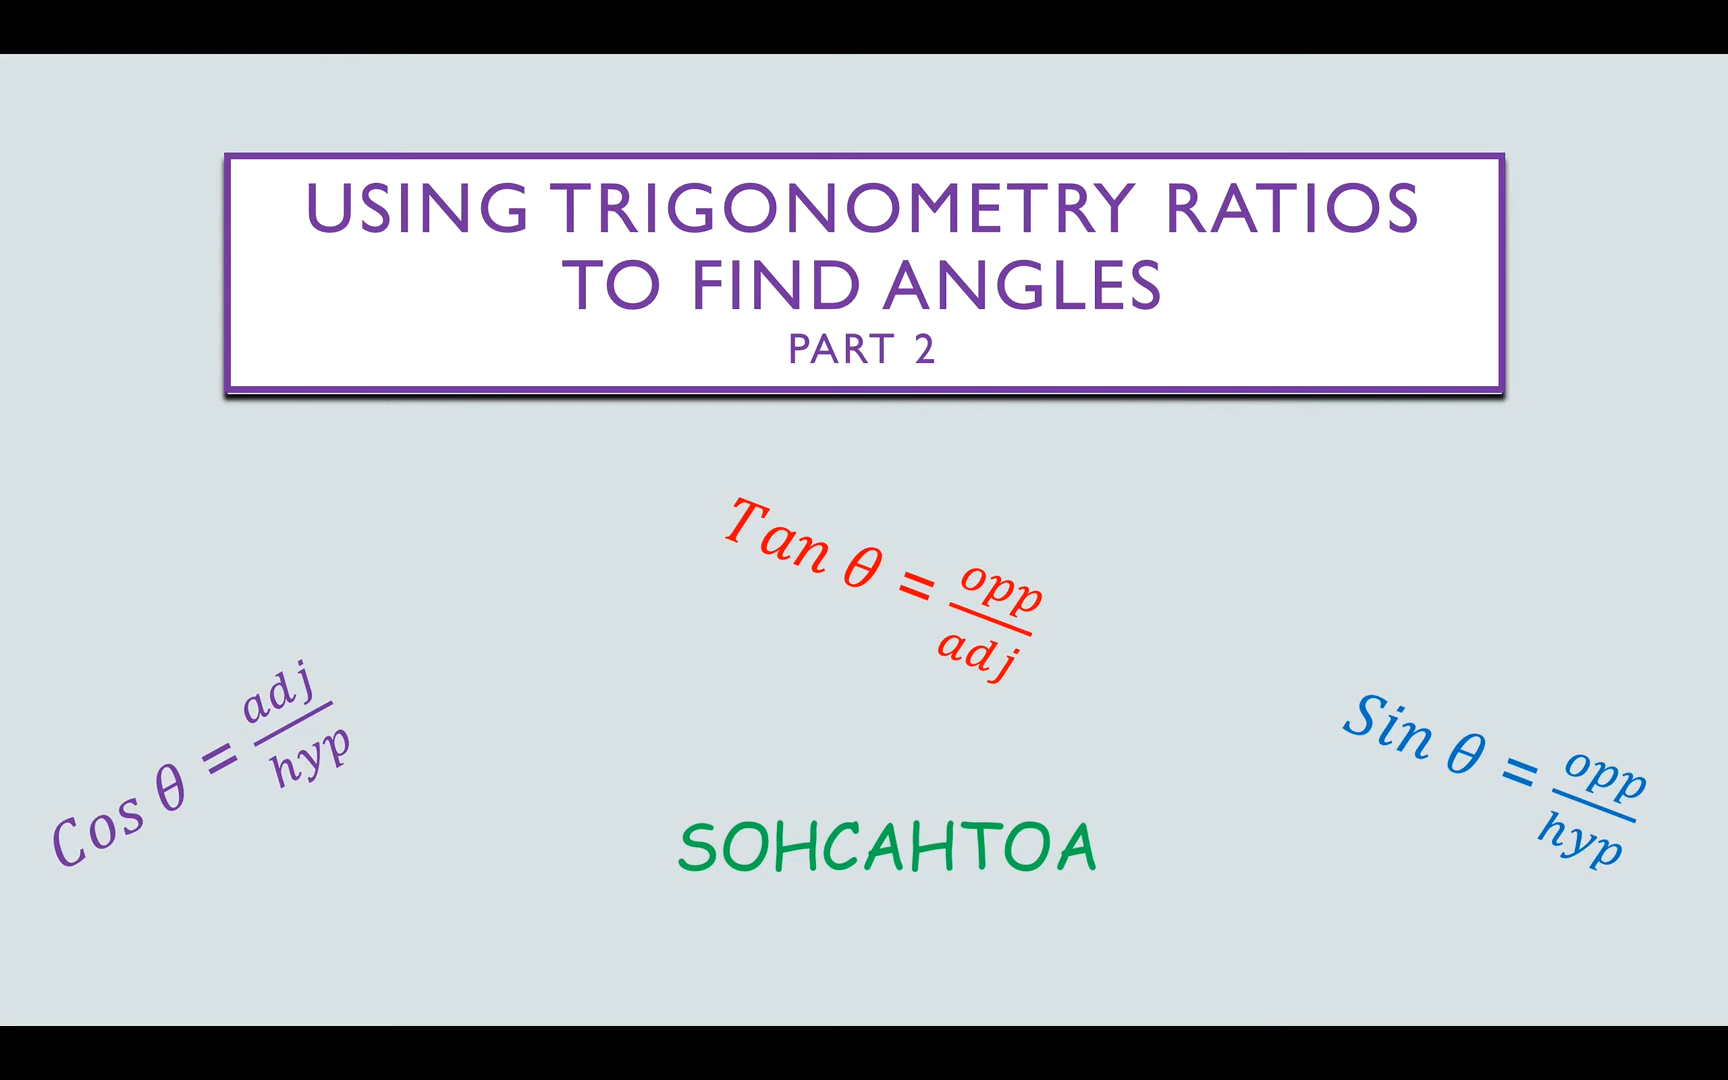 USING TRIGONOMETRY RATIOS
TO FIND ANGLES
PART 2
Tan θ = opp/adj
Cos θ = adj/hyp
Sin θ = opp/hyp
SOHCAHTOA